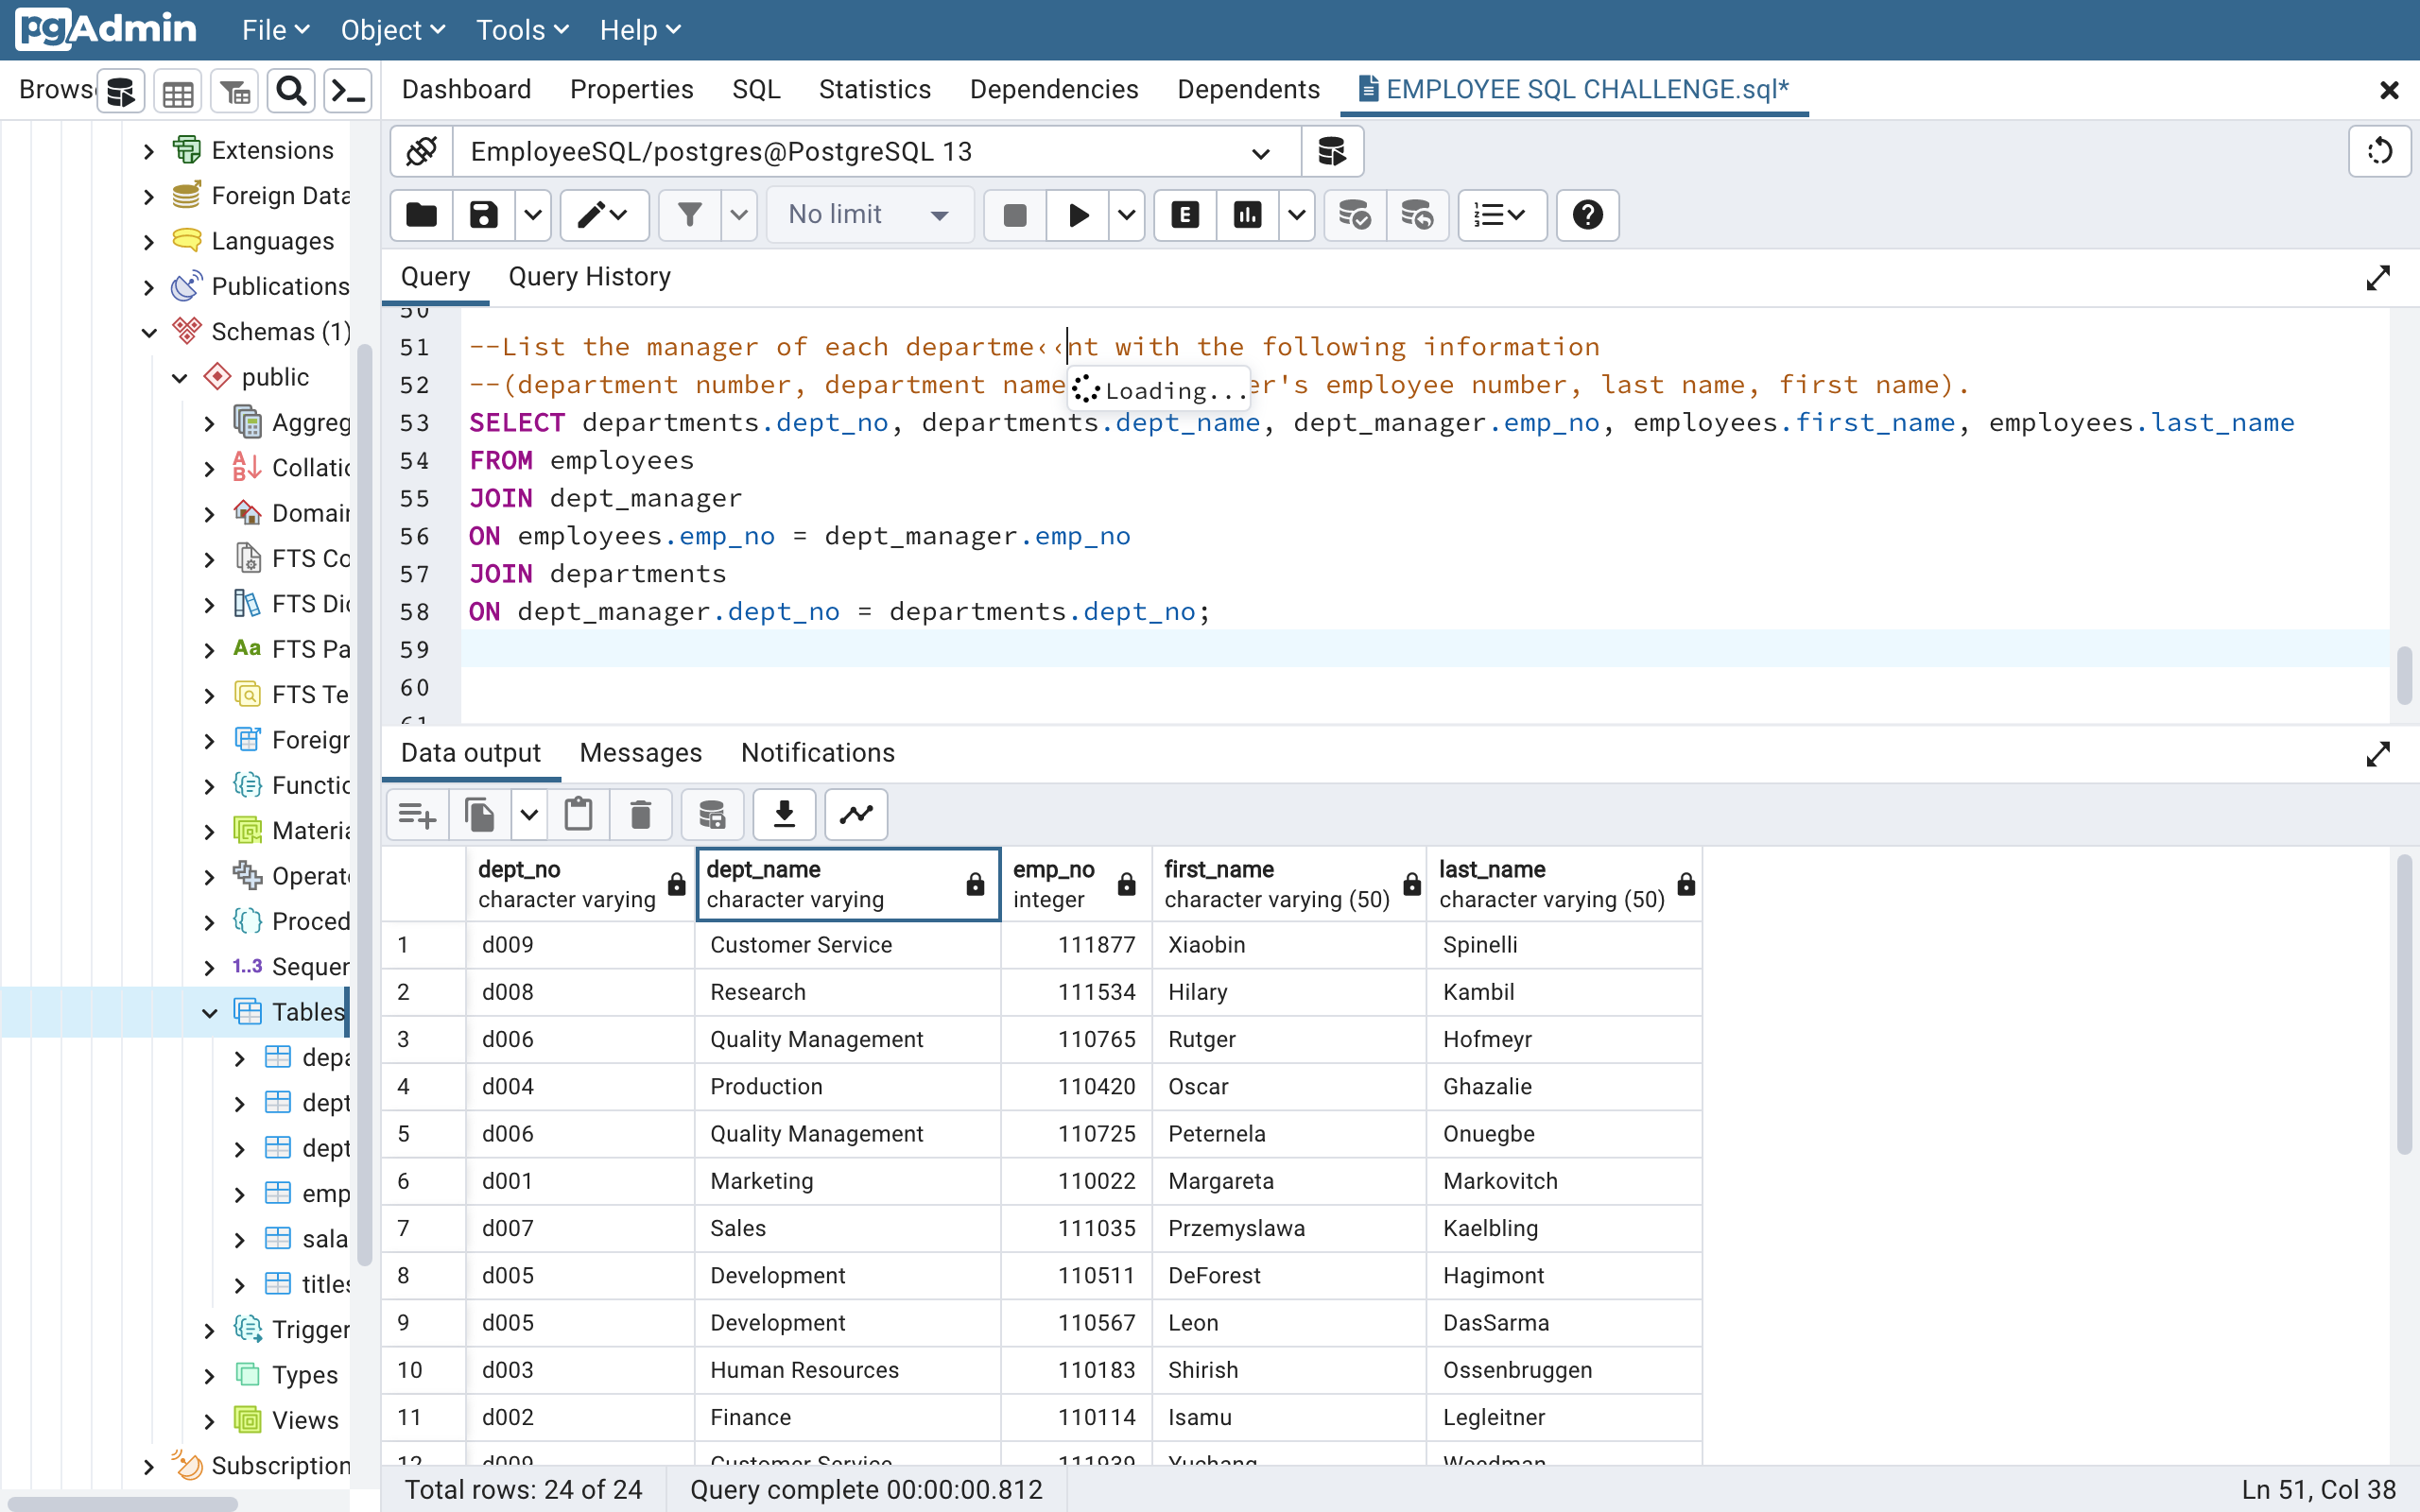 pgAdmin File Object Tools Help
Brows Dashboard Properties SQL Statistics Dependencies Dependents EMPLOYEE SQL CHALLENGE.sql*
EmployeeSQL/postgres@PostgreSQL 13
No limit
Query Query History
Extensions
Foreign Data
Languages
Publications
Schemas (1)
public
Aggreg
Collatio
Domain
FTS Co
FTS Dic
FTS Pa
FTS Te
Foreign
Functio
Materia
Operat
Proced
Sequen
Tables
depa
dept
dept
emp
sala
titles
Trigger
Types
Views
Subscription
50
51 --List the manager of each departme‹‹nt with the following information
52 --(department number, department name Loading... er's employee number, last name, first name).
53 SELECT departments.dept_no, departments.dept_name, dept_manager.emp_no, employees.first_name, employees.last_name
54 FROM employees
55 JOIN dept_manager
56 ON employees.emp_no = dept_manager.emp_no
57 JOIN departments
58 ON dept_manager.dept_no = departments.dept_no;
59
60
61
Data output Messages Notifications
dept_no dept_name emp_no first_name last_name
character varying character varying integer character varying (50) character varying (50)
1 d009 Customer Service 111877 Xiaobin Spinelli
2 d008 Research 111534 Hilary Kambil
3 d006 Quality Management 110765 Rutger Hofmeyr
4 d004 Production 110420 Oscar Ghazalie
5 d006 Quality Management 110725 Peternela Onuegbe
6 d001 Marketing 110022 Margareta Markovitch
7 d007 Sales 111035 Przemyslawa Kaelbling
8 d005 Development 110511 DeForest Hagimont
9 d005 Development 110567 Leon DasSarma
10 d003 Human Resources 110183 Shirish Ossenbruggen
11 d002 Finance 110114 Isamu Legleitner
12 d009 Customer Service 111939 Yuchang Weedman
Total rows: 24 of 24 Query complete 00:00:00.812 Ln 51, Col 38